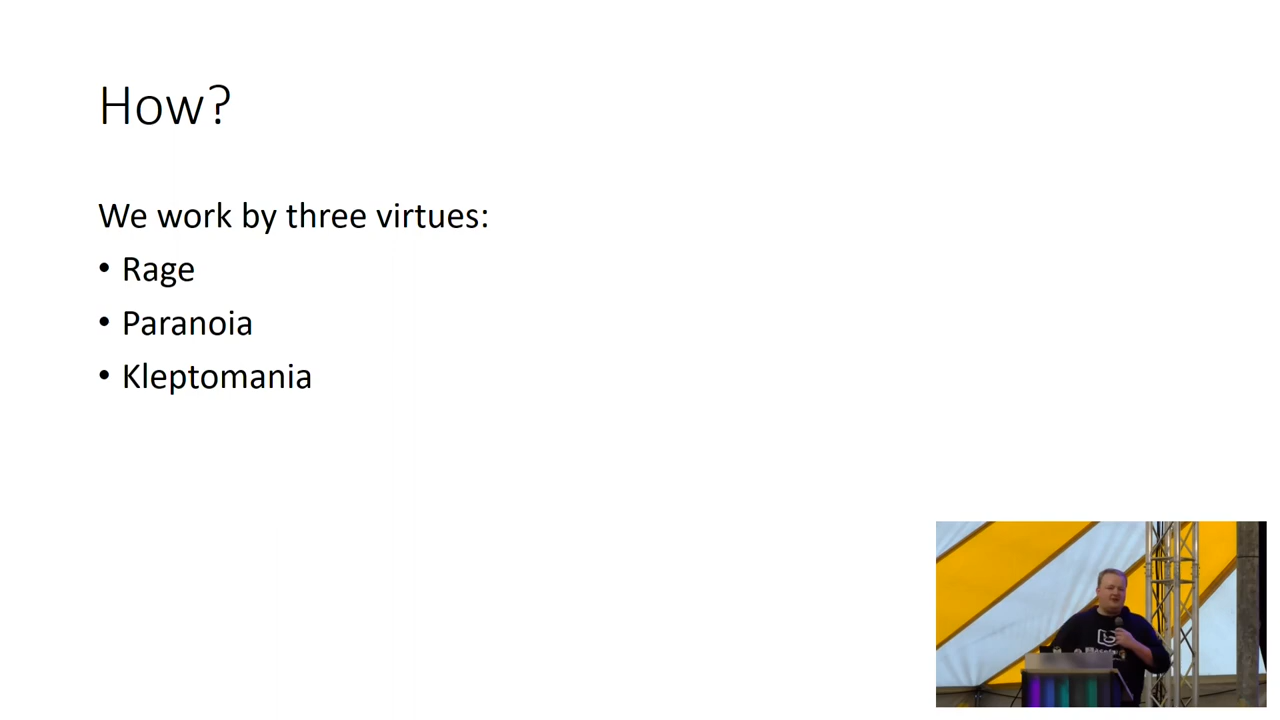 How?
We work by three virtues:
• Rage
• Paranoia
• Kleptomania